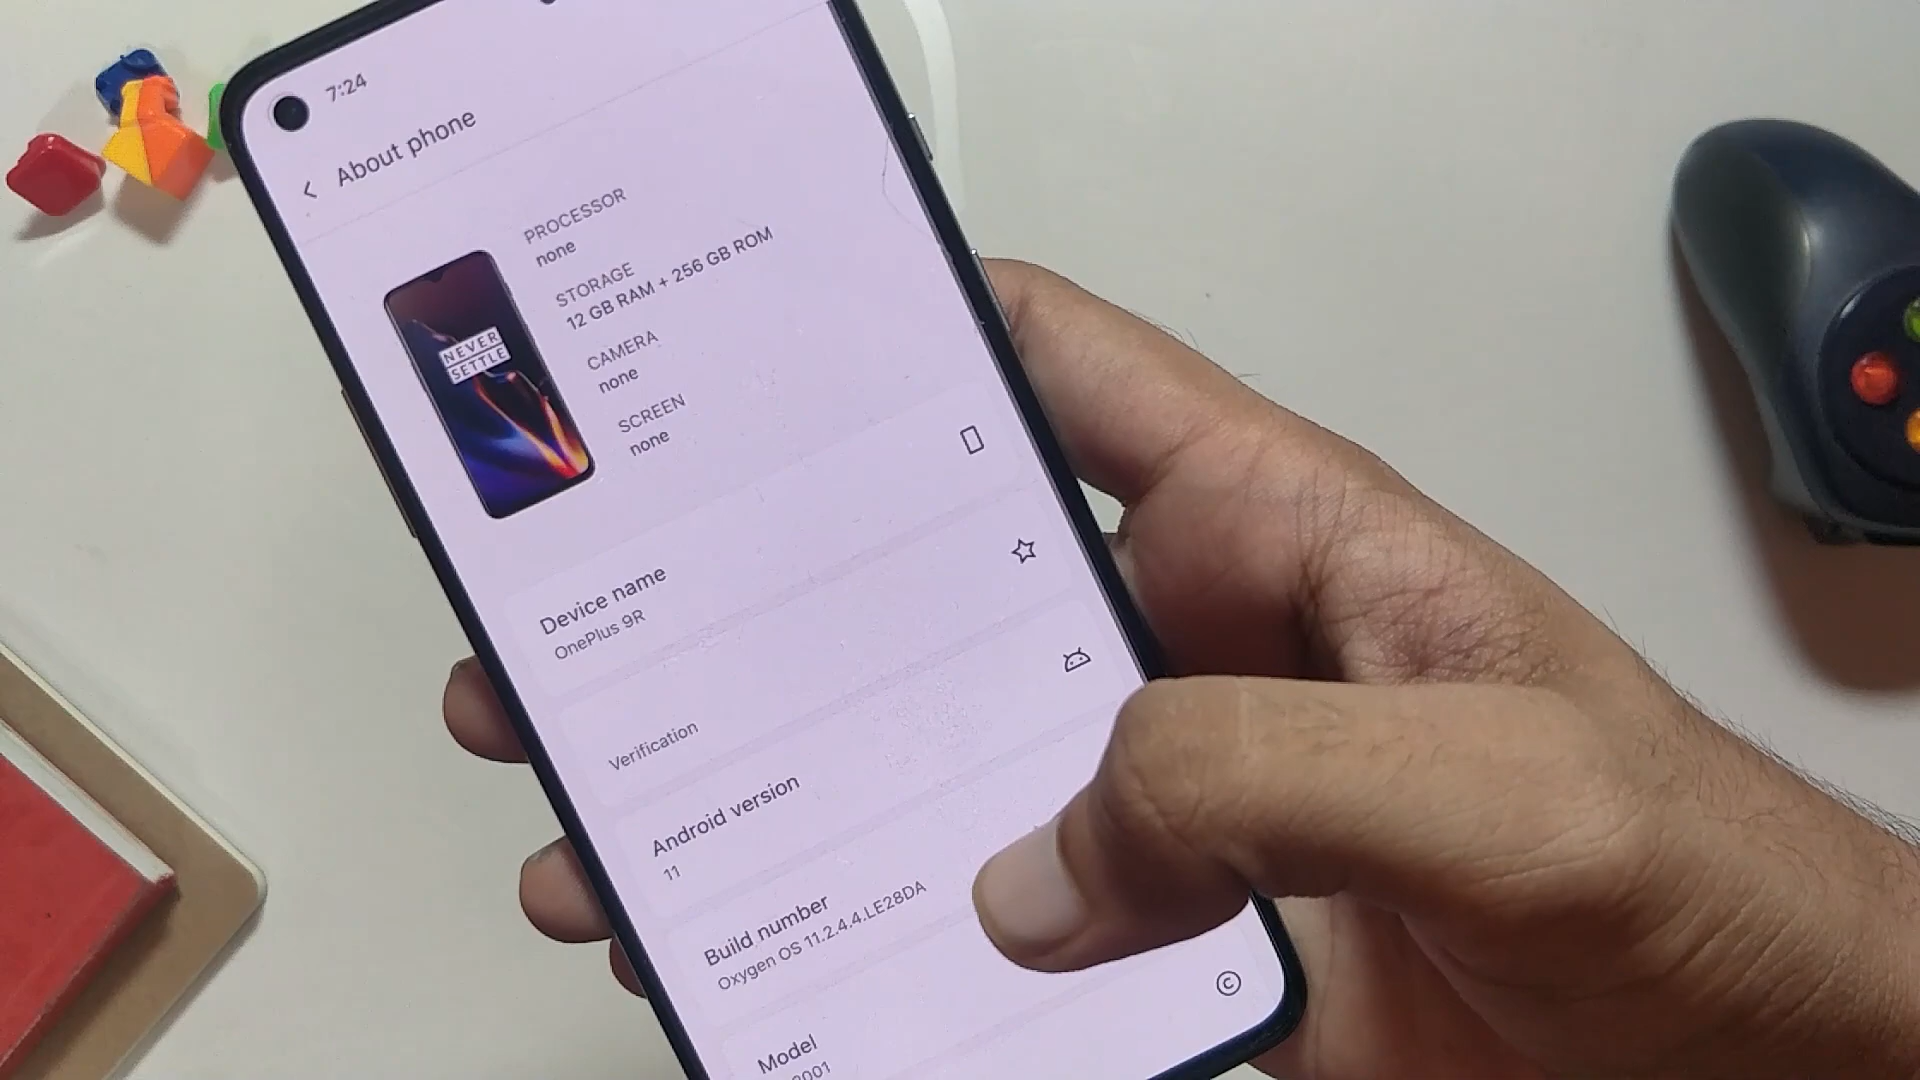 7:24
About phone
PROCESSOR
none
STORAGE
12 GB RAM + 256 GB ROM
CAMERA
none
SCREEN
none
NEVER
SETTLE
Device name
OnePlus 9R
Verification
Android version
11
Build number
Oxygen OS 11.2.4.4.LE28DA
Model